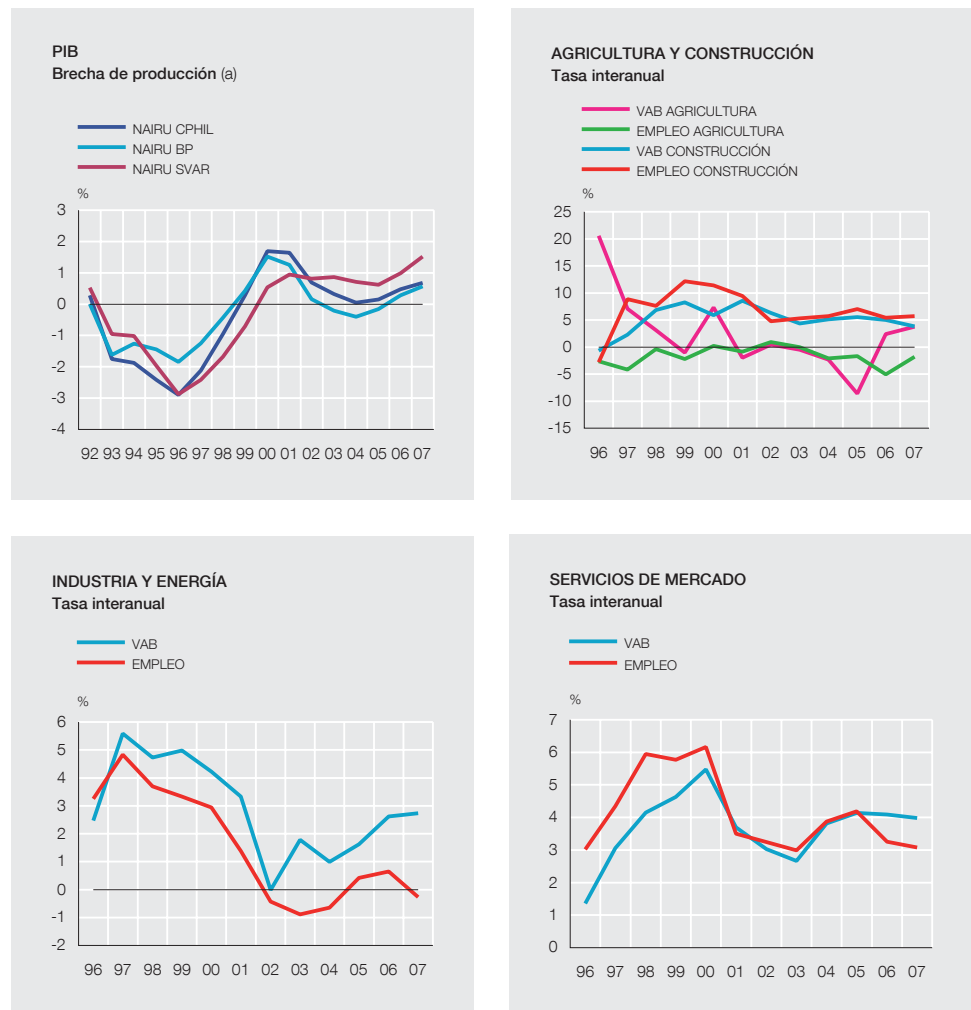 PIB
Brecha de producción (a)
NAIRU CPHIL
NAIRU BP
NAIRU SVAR
%
3
2
1
0
-1
-2
-3
-4
92 93 94 95 96 97 98 99 00 01 02 03 04 05 06 07
AGRICULTURA Y CONSTRUCCIÓN
Tasa interanual
VAB AGRICULTURA
EMPLEO AGRICULTURA
VAB CONSTRUCCIÓN
EMPLEO CONSTRUCCIÓN
%
25
20
15
10
5
0
-5
-10
-15
96 97 98 99 00 01 02 03 04 05 06 07
INDUSTRIA Y ENERGÍA
Tasa interanual
VAB
EMPLEO
%
6
5
4
3
2
1
0
-1
-2
96 97 98 99 00 01 02 03 04 05 06 07
SERVICIOS DE MERCADO
Tasa interanual
VAB
EMPLEO
%
7
6
5
4
3
2
1
0
96 97 98 99 00 01 02 03 04 05 06 07